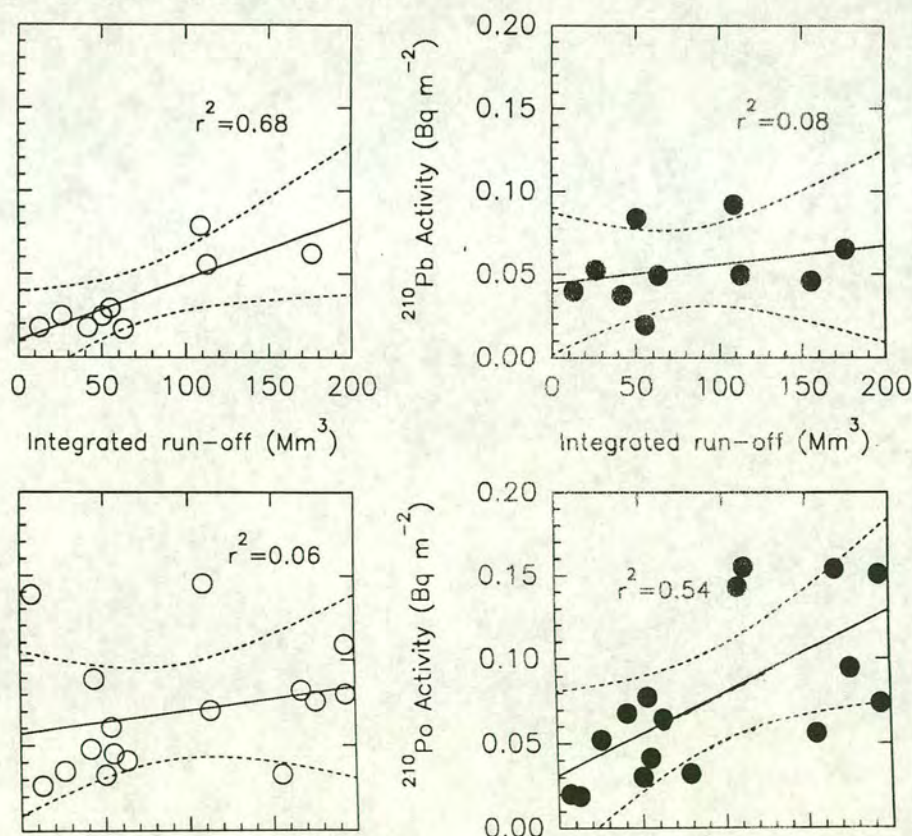 0.20
0.15
0.10
0.05
0.00
²¹⁰Pb Activity (Bq m⁻²)
r²=0.68
r²=0.08
0 50 100 150 200
0 50 100 150 200
Integrated run-off (Mm³)
Integrated run-off (Mm³)
0.20
0.15
0.10
0.05
0.00
²¹⁰Po Activity (Bq m⁻²)
r²=0.06
r²=0.54